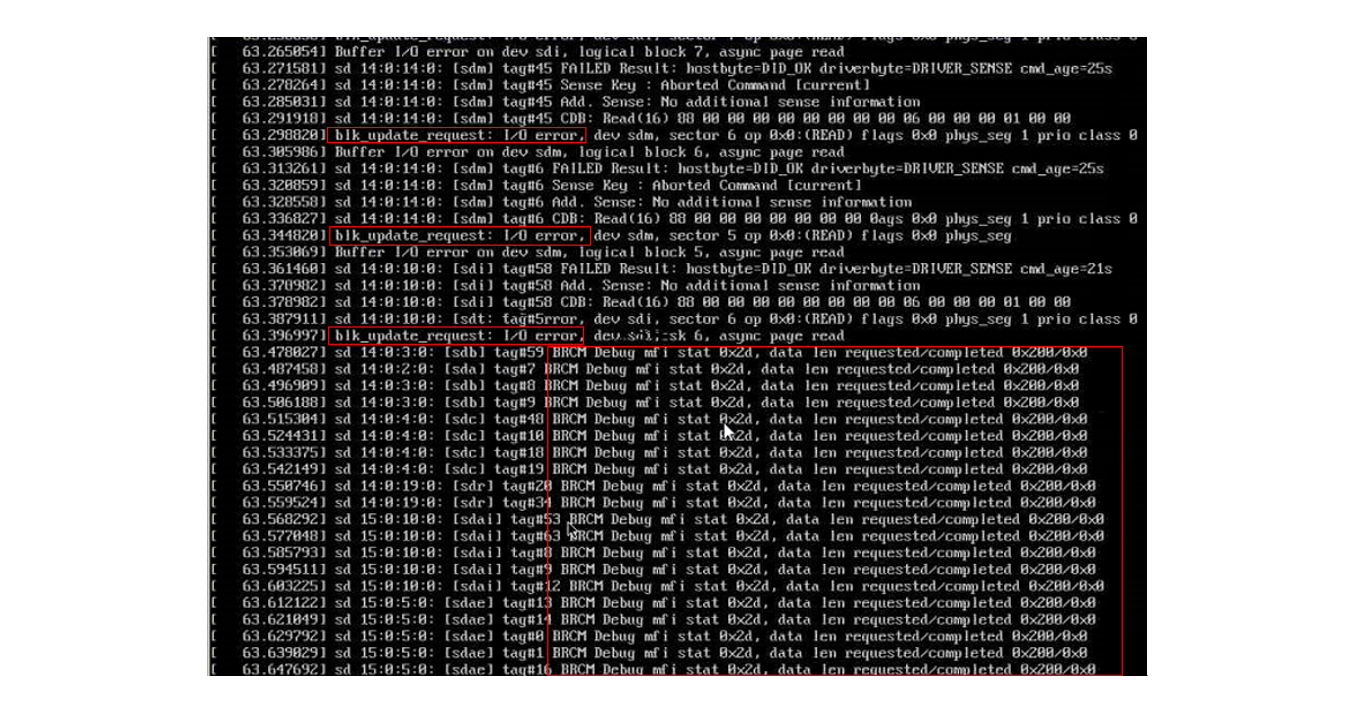 [ 63.265054] Buffer I/O error on dev sdi, logical block 7, async page read
[ 63.271581] sd 14:0:14:0: [sdm] tag#45 FAILED Result: hostbyte=DID_OK driverbyte=DRIVER_SENSE cmd_age=25s
[ 63.278264] sd 14:0:14:0: [sdm] tag#45 Sense Key : Aborted Command [current]
[ 63.285031] sd 14:0:14:0: [sdm] tag#45 Add. Sense: No additional sense information
[ 63.291918] sd 14:0:14:0: [sdm] tag#45 CDB: Read(16) 88 00 00 00 00 00 00 00 00 06 00 00 00 01 00 00
[ 63.298820] blk_update_request: I/O error, dev sdm, sector 6 op 0x0:(READ) flags 0x0 phys_seg 1 prio class 0
[ 63.305986] Buffer I/O error on dev sdm, logical block 6, async page read
[ 63.313261] sd 14:0:14:0: [sdm] tag#6 FAILED Result: hostbyte=DID_OK driverbyte=DRIVER_SENSE cmd_age=25s
[ 63.320859] sd 14:0:14:0: [sdm] tag#6 Sense Key : Aborted Command [current]
[ 63.328558] sd 14:0:14:0: [sdm] tag#6 Add. Sense: No additional sense information
[ 63.336827] sd 14:0:14:0: [sdm] tag#6 CDB: Read(16) 88 00 00 00 00 00 00 00 0ags 0x0 phys_seg 1 prio class 0
[ 63.344820] blk_update_request: I/O error, dev sdm, sector 5 op 0x0:(READ) flags 0x0 phys_seg
[ 63.353069] Buffer I/O error on dev sdm, logical block 5, async page read
[ 63.361460] sd 14:0:10:0: [sdi] tag#58 FAILED Result: hostbyte=DID_OK driverbyte=DRIVER_SENSE cmd_age=21s
[ 63.370982] sd 14:0:10:0: [sdi] tag#58 Add. Sense: No additional sense information
[ 63.378982] sd 14:0:10:0: [sdi] tag#58 CDB: Read(16) 88 00 00 00 00 00 00 00 00 06 00 00 00 01 00 00
[ 63.387911] sd 14:0:10:0: [sdt: tag#5rror, dev sdi, sector 6 op 0x0:(READ) flags 0x0 phys_seg 1 prio class 0
[ 63.396997] blk_update_request: I/O error, 6, async page read
[ 63.478027] sd 14:0:3:0: [sdb] tag#59 BRCM Debug mfi stat 0x2d, data len requested/completed 0x200/0x0
[ 63.487458] sd 14:0:2:0: [sda] tag#7 BRCM Debug mfi stat 0x2d, data len requested/completed 0x200/0x0
[ 63.496909] sd 14:0:3:0: [sdb] tag#8 BRCM Debug mfi stat 0x2d, data len requested/completed 0x200/0x0
[ 63.506188] sd 14:0:3:0: [sdb] tag#9 BRCM Debug mfi stat 0x2d, data len requested/completed 0x200/0x0
[ 63.515304] sd 14:0:4:0: [sdc] tag#48 BRCM Debug mfi stat 0x2d, data len requested/completed 0x200/0x0
[ 63.524431] sd 14:0:4:0: [sdc] tag#10 BRCM Debug mfi stat 0x2d, data len requested/completed 0x200/0x0
[ 63.533375] sd 14:0:4:0: [sdc] tag#18 BRCM Debug mfi stat 0x2d, data len requested/completed 0x200/0x0
[ 63.542149] sd 14:0:4:0: [sdc] tag#19 BRCM Debug mfi stat 0x2d, data len requested/completed 0x200/0x0
[ 63.550746] sd 14:0:19:0: [sdr] tag#20 BRCM Debug mfi stat 0x2d, data len requested/completed 0x200/0x0
[ 63.559524] sd 14:0:19:0: [sdr] tag#34 BRCM Debug mfi stat 0x2d, data len requested/completed 0x200/0x0
[ 63.568292] sd 15:0:10:0: [sdai] tag#53 BRCM Debug mfi stat 0x2d, data len requested/completed 0x200/0x0
[ 63.577048] sd 15:0:10:0: [sdai] tag#63 BRCM Debug mfi stat 0x2d, data len requested/completed 0x200/0x0
[ 63.585793] sd 15:0:10:0: [sdai] tag#8 BRCM Debug mfi stat 0x2d, data len requested/completed 0x200/0x0
[ 63.594511] sd 15:0:10:0: [sdai] tag#9 BRCM Debug mfi stat 0x2d, data len requested/completed 0x200/0x0
[ 63.603225] sd 15:0:10:0: [sdai] tag#12 BRCM Debug mfi stat 0x2d, data len requested/completed 0x200/0x0
[ 63.612122] sd 15:0:5:0: [sdae] tag#13 BRCM Debug mfi stat 0x2d, data len requested/completed 0x200/0x0
[ 63.621049] sd 15:0:5:0: [sdae] tag#14 BRCM Debug mfi stat 0x2d, data len requested/completed 0x200/0x0
[ 63.629792] sd 15:0:5:0: [sdae] tag#0 BRCM Debug mfi stat 0x2d, data len requested/completed 0x200/0x0
[ 63.639029] sd 15:0:5:0: [sdae] tag#1 BRCM Debug mfi stat 0x2d, data len requested/completed 0x200/0x0
[ 63.647692] sd 15:0:5:0: [sdae] tag#16 BRCM Debug mfi stat 0x2d, data len requested/completed 0x200/0x0